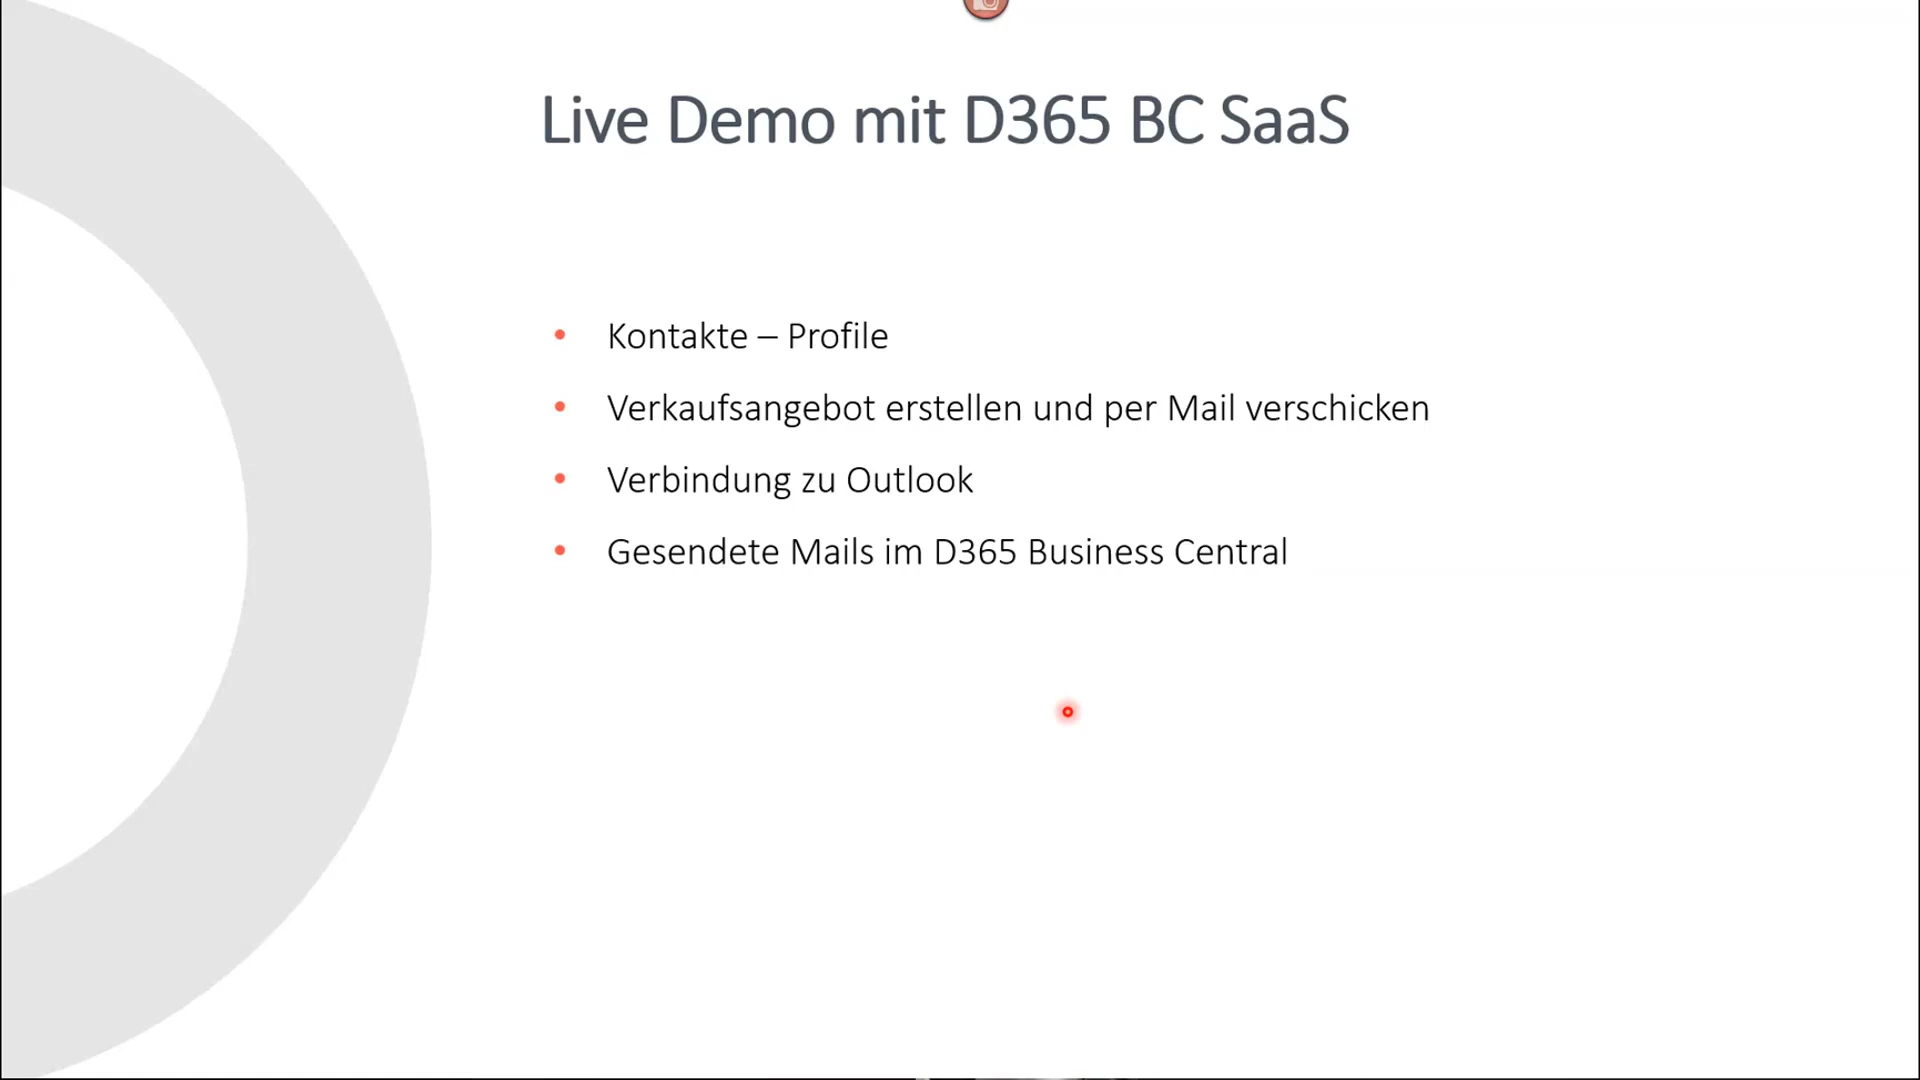 Live Demo mit D365 BC SaaS
• Kontakte – Profile
• Verkaufsangebot erstellen und per Mail verschicken
• Verbindung zu Outlook
• Gesendete Mails im D365 Business Central